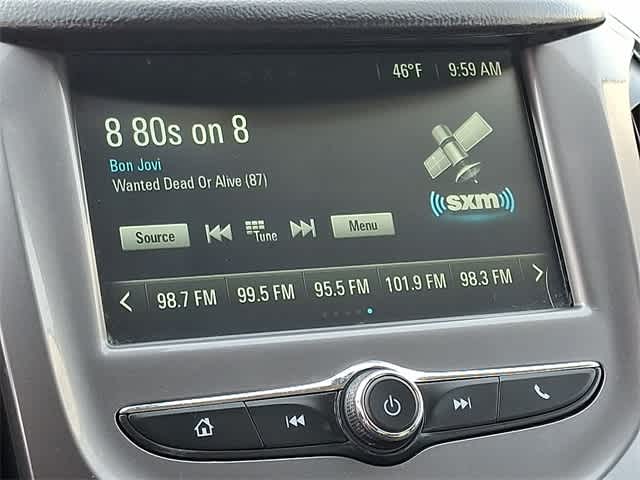 46°F 9:59 AM
8 80s on 8
Bon Jovi
Wanted Dead Or Alive (87)
sxm
Source Tune Menu
98.7 FM 99.5 FM 95.5 FM 101.9 FM 98.3 FM